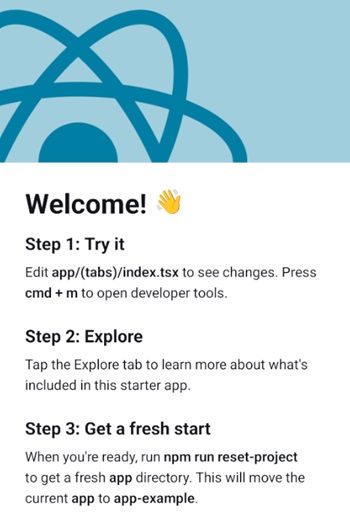 Welcome! 👋
Step 1: Try it
Edit app/(tabs)/index.tsx to see changes. Press
cmd + m to open developer tools.
Step 2: Explore
Tap the Explore tab to learn more about what's
included in this starter app.
Step 3: Get a fresh start
When you're ready, run npm run reset-project
to get a fresh app directory. This will move the
current app to app-example.